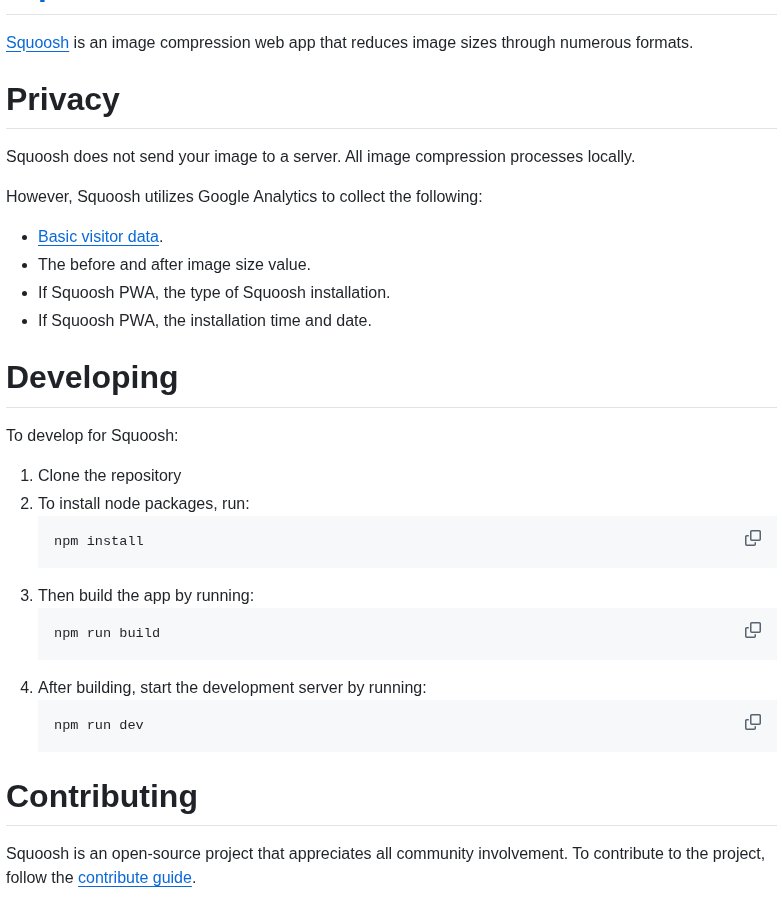 Squoosh is an image compression web app that reduces image sizes through numerous formats.
Privacy
Squoosh does not send your image to a server. All image compression processes locally.
However, Squoosh utilizes Google Analytics to collect the following:
Basic visitor data.
The before and after image size value.
If Squoosh PWA, the type of Squoosh installation.
If Squoosh PWA, the installation time and date.
Developing
To develop for Squoosh:
1. Clone the repository
2. To install node packages, run:
npm install
3. Then build the app by running:
npm run build
4. After building, start the development server by running:
npm run dev
Contributing
Squoosh is an open-source project that appreciates all community involvement. To contribute to the project,
follow the contribute guide.